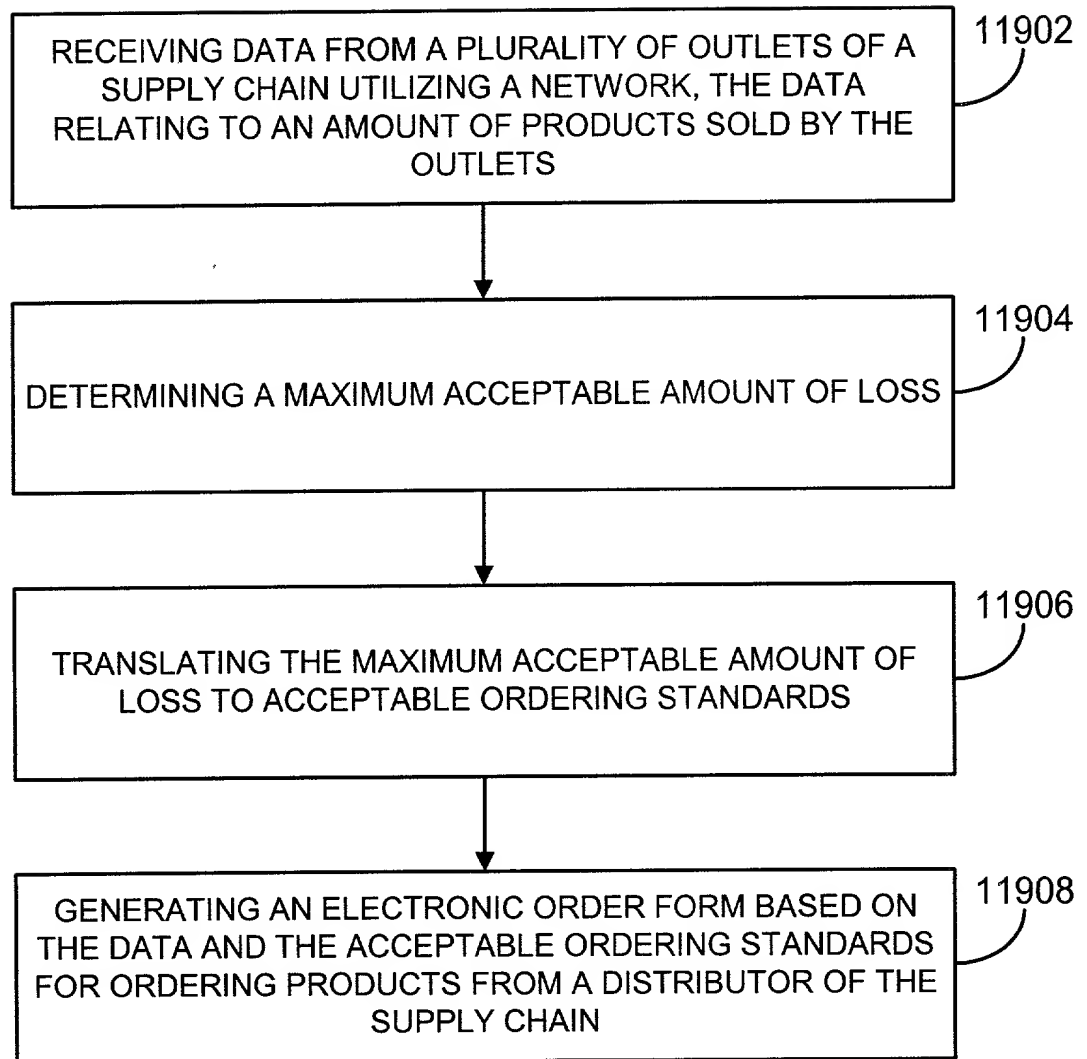 RECEIVING DATA FROM A PLURALITY OF OUTLETS OF A
SUPPLY CHAIN UTILIZING A NETWORK, THE DATA
RELATING TO AN AMOUNT OF PRODUCTS SOLD BY THE
OUTLETS
11902
DETERMINING A MAXIMUM ACCEPTABLE AMOUNT OF LOSS
11904
TRANSLATING THE MAXIMUM ACCEPTABLE AMOUNT OF
LOSS TO ACCEPTABLE ORDERING STANDARDS
11906
GENERATING AN ELECTRONIC ORDER FORM BASED ON
THE DATA AND THE ACCEPTABLE ORDERING STANDARDS
FOR ORDERING PRODUCTS FROM A DISTRIBUTOR OF THE
SUPPLY CHAIN
11908